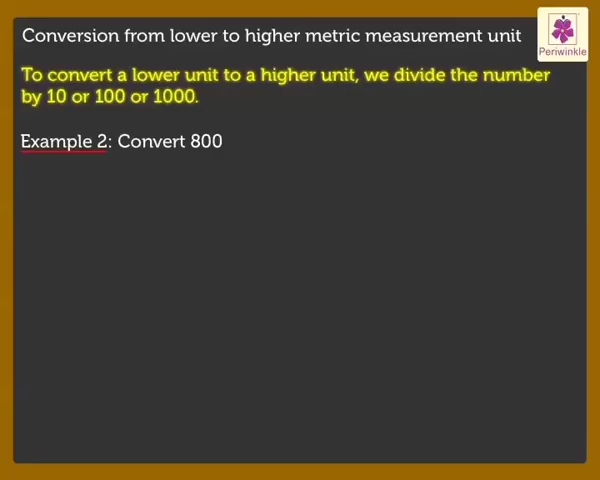 Conversion from lower to higher metric measurement unit
Periwinkle
To convert a lower unit to a higher unit, we divide the number
by 10 or 100 or 1000.
Example 2: Convert 800